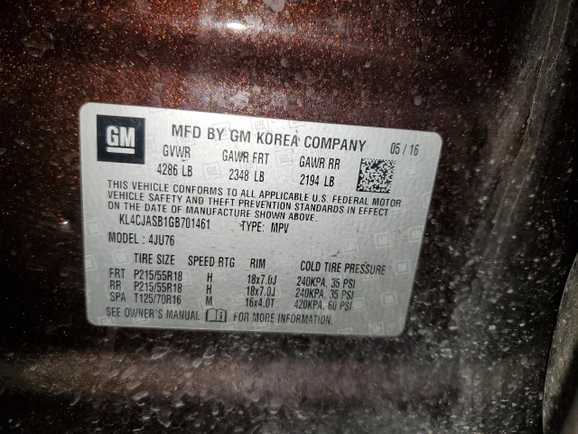 GM MFD BY GM KOREA COMPANY 05 / 16
GVWR GAWR FRT GAWR RR
4286 LB 2348 LB 2194 LB
THIS VEHICLE CONFORMS TO ALL APPLICABLE U.S. FEDERAL MOTOR
VEHICLE SAFETY AND THEFT PREVENTION STANDARDS IN EFFECT
ON THE DATE OF MANUFACTURE SHOWN ABOVE.
KL4CJASB1GB701461 TYPE: MPV
MODEL: 4JU76
TIRE SIZE SPEED RTG RIM COLD TIRE PRESSURE
FRT P215/55R18 H 18x7.0J 240KPA, 35 PSI
RR P215/55R18 H 18x7.0J 240KPA, 35 PSI
SPA T125/70R16 M 16x4.0T 420KPA, 60 PSI
SEE OWNER'S MANUAL FOR MORE INFORMATION.